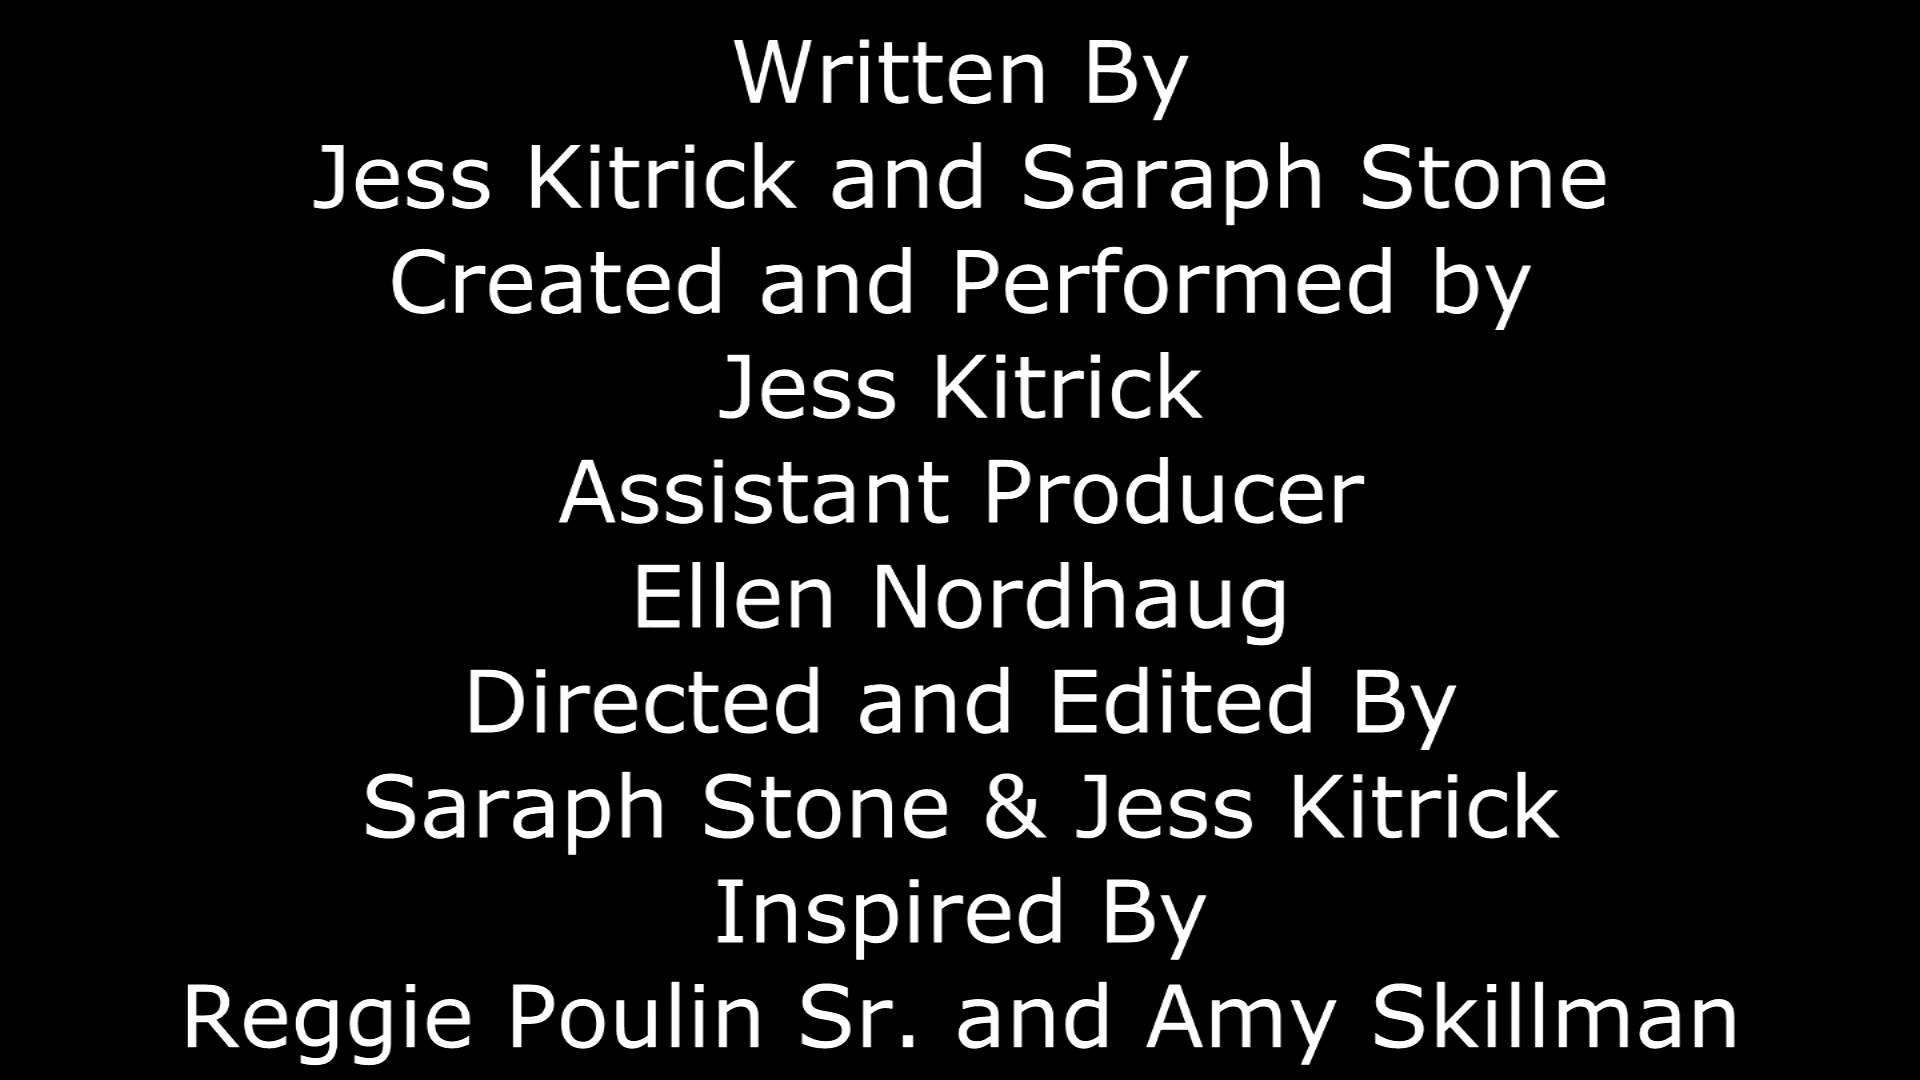 Written By
Jess Kitrick and Saraph Stone
Created and Performed by
Jess Kitrick
Assistant Producer
Ellen Nordhaug
Directed and Edited By
Saraph Stone & Jess Kitrick
Inspired By
Reggie Poulin Sr. and Amy Skillman